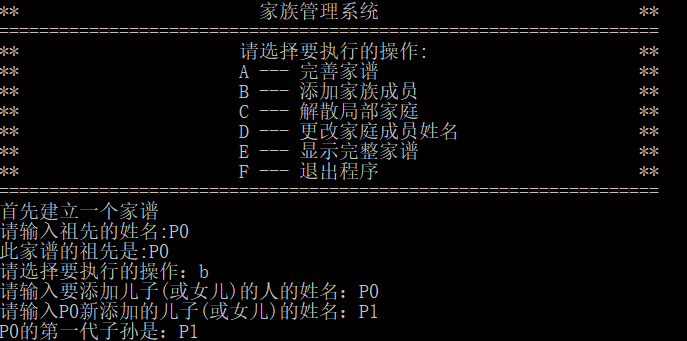 ** 家族管理系统 **
==================================================================
** 请选择要执行的操作: **
** A --- 完善家谱 **
** B --- 添加家族成员 **
** C --- 解散局部家庭 **
** D --- 更改家庭成员姓名 **
** E --- 显示完整家谱 **
** F --- 退出程序 **
==================================================================
首先建立一个家谱
请输入祖先的姓名:P0
此家谱的祖先是:P0
请选择要执行的操作：b
请输入要添加儿子(或女儿)的人的姓名：P0
请输入P0新添加的儿子(或女儿)的姓名：P1
P0的第一代子孙是：P1